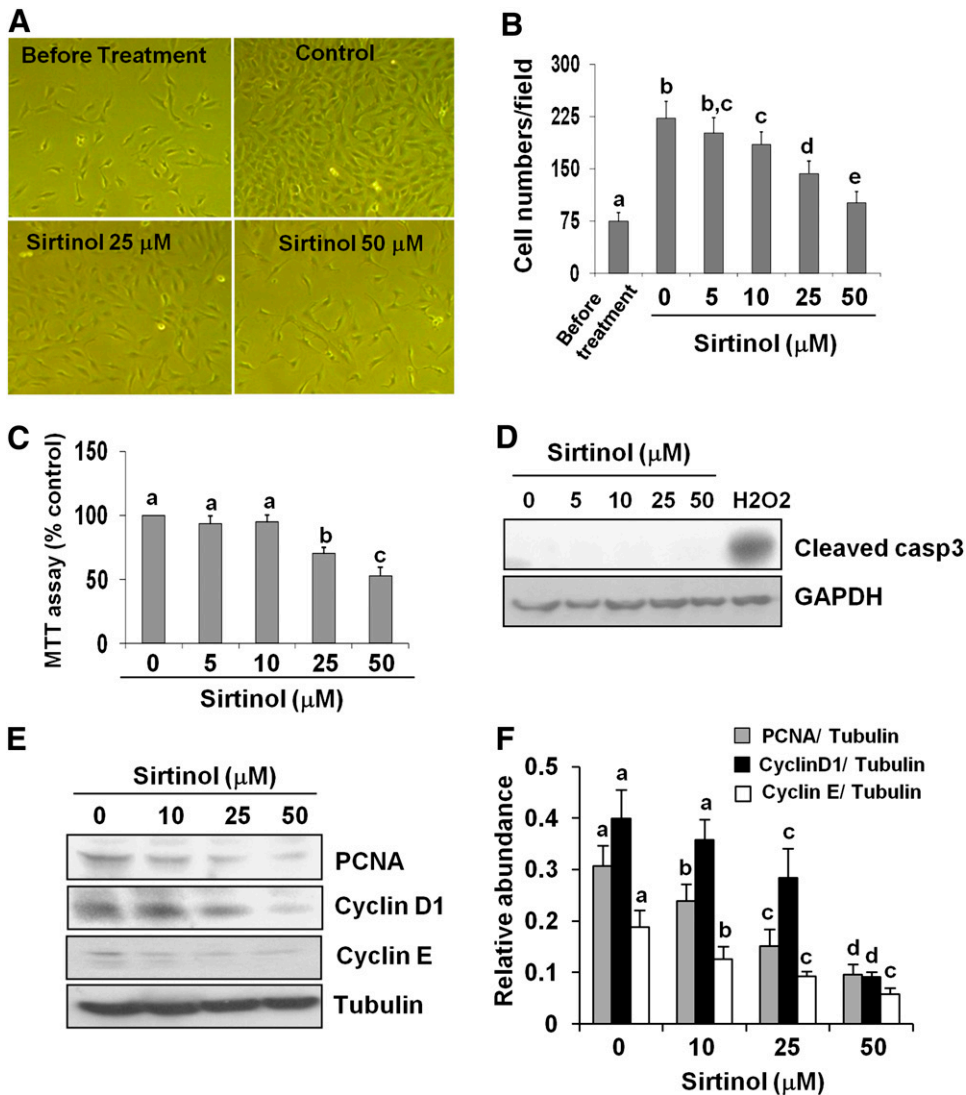 A
Before Treatment
Control
Sirtinol 25 μM
Sirtinol 50 μM
B
Cell numbers/field
300
225
150
75
0
a
b
b,c
c
d
e
Before treatment
0 5 10 25 50
Sirtinol (μM)
C
MTT assay (% control)
150
100
50
0
a
a
a
b
c
0 5 10 25 50
Sirtinol (μM)
D
Sirtinol (μM)
0 5 10 25 50 H2O2
Cleaved casp3
GAPDH
E
Sirtinol (μM)
0 10 25 50
PCNA
Cyclin D1
Cyclin E
Tubulin
F
PCNA/ Tubulin
CyclinD1/ Tubulin
Cyclin E/ Tubulin
Relative abundance
0.5
0.4
0.3
0.2
0.1
0
a a a
b a b
c c c
d d c
0 10 25 50
Sirtinol (μM)